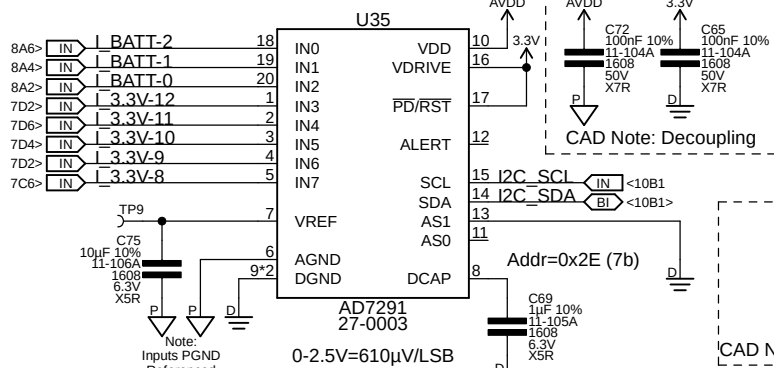 AVDD
AVDD
3.3V
U35
8A6> IN I_BATT-2 18 IN0
8A4> IN I_BATT-1 19 IN1
8A2> IN I_BATT-0 20 IN2
7D2> IN I_3.3V-12 1 IN3
7D6> IN I_3.3V-11 2 IN4
7D4> IN I_3.3V-10 3 IN5
7D2> IN I_3.3V-9 4 IN6
7C6> IN I_3.3V-8 5 IN7
TP9
7 VREF
6 AGND
9*2 DGND
VDD 10
3.3V
VDRIVE 16
PD/RST 17
ALERT 12
SCL 15 I2C_SCL IN <10B1
SDA 14 I2C_SDA BI <10B1>
AS1 13
AS0 11
Addr=0x2E (7b)
DCAP 8
D
C72
100nF 10%
11-104A
1608
50V
X7R
P
C65
100nF 10%
11-104A
1608
50V
X7R
D
CAD Note: Decoupling
C75
10µF 10%
11-106A
1608
6.3V
X5R
P
P
D
Note:
Inputs PGND
Referenced
AD7291
27-0003
0-2.5V=610µV/LSB
C69
1µF 10%
11-105A
1608
6.3V
X5R
D
CAD N